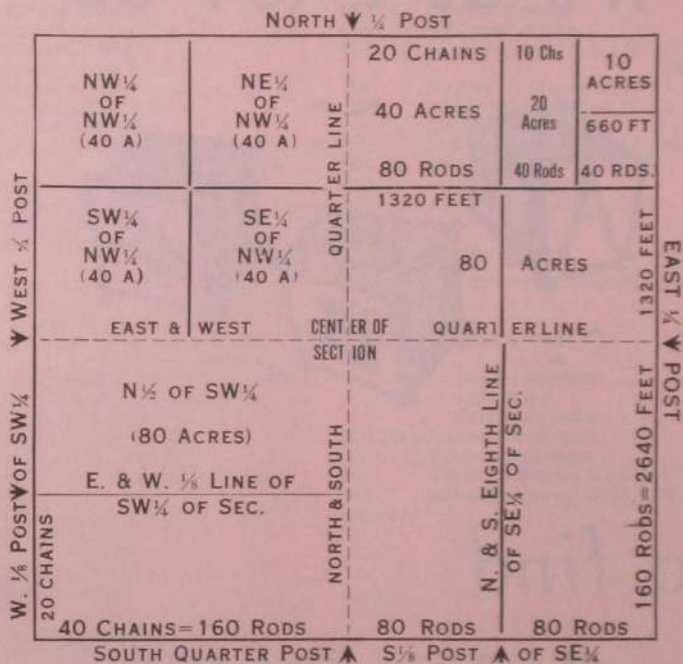 NORTH ¼ POST
20 CHAINS
10 Chs
10
ACRES
NW¼
OF
NW¼
(40 A)
NE¼
OF
NW¼
(40 A)
40 ACRES
20
Acres
660 FT
80 RODS
40 Rods
40 RDS.
QUARTER LINE
1320 FEET
SW¼
OF
NW¼
(40 A)
SE¼
OF
NW¼
(40 A)
80 ACRES
1320 FEET
WEST ¼ POST
EAST ¼ POST
EAST & WEST CENTER OF QUARTER LINE
SECTION
N½ OF SW¼
(80 ACRES)
E. & W. ⅛ LINE OF
SW¼ OF SEC.
W. ⅛ POST OF SW¼
20 CHAINS
NORTH & SOUTH
N. & S. EIGHTH LINE
OF SE¼ OF SEC.
160 RODS=2640 FEET
40 CHAINS=160 RODS
80 RODS
80 RODS
SOUTH QUARTER POST S⅛ POST OF SE¼